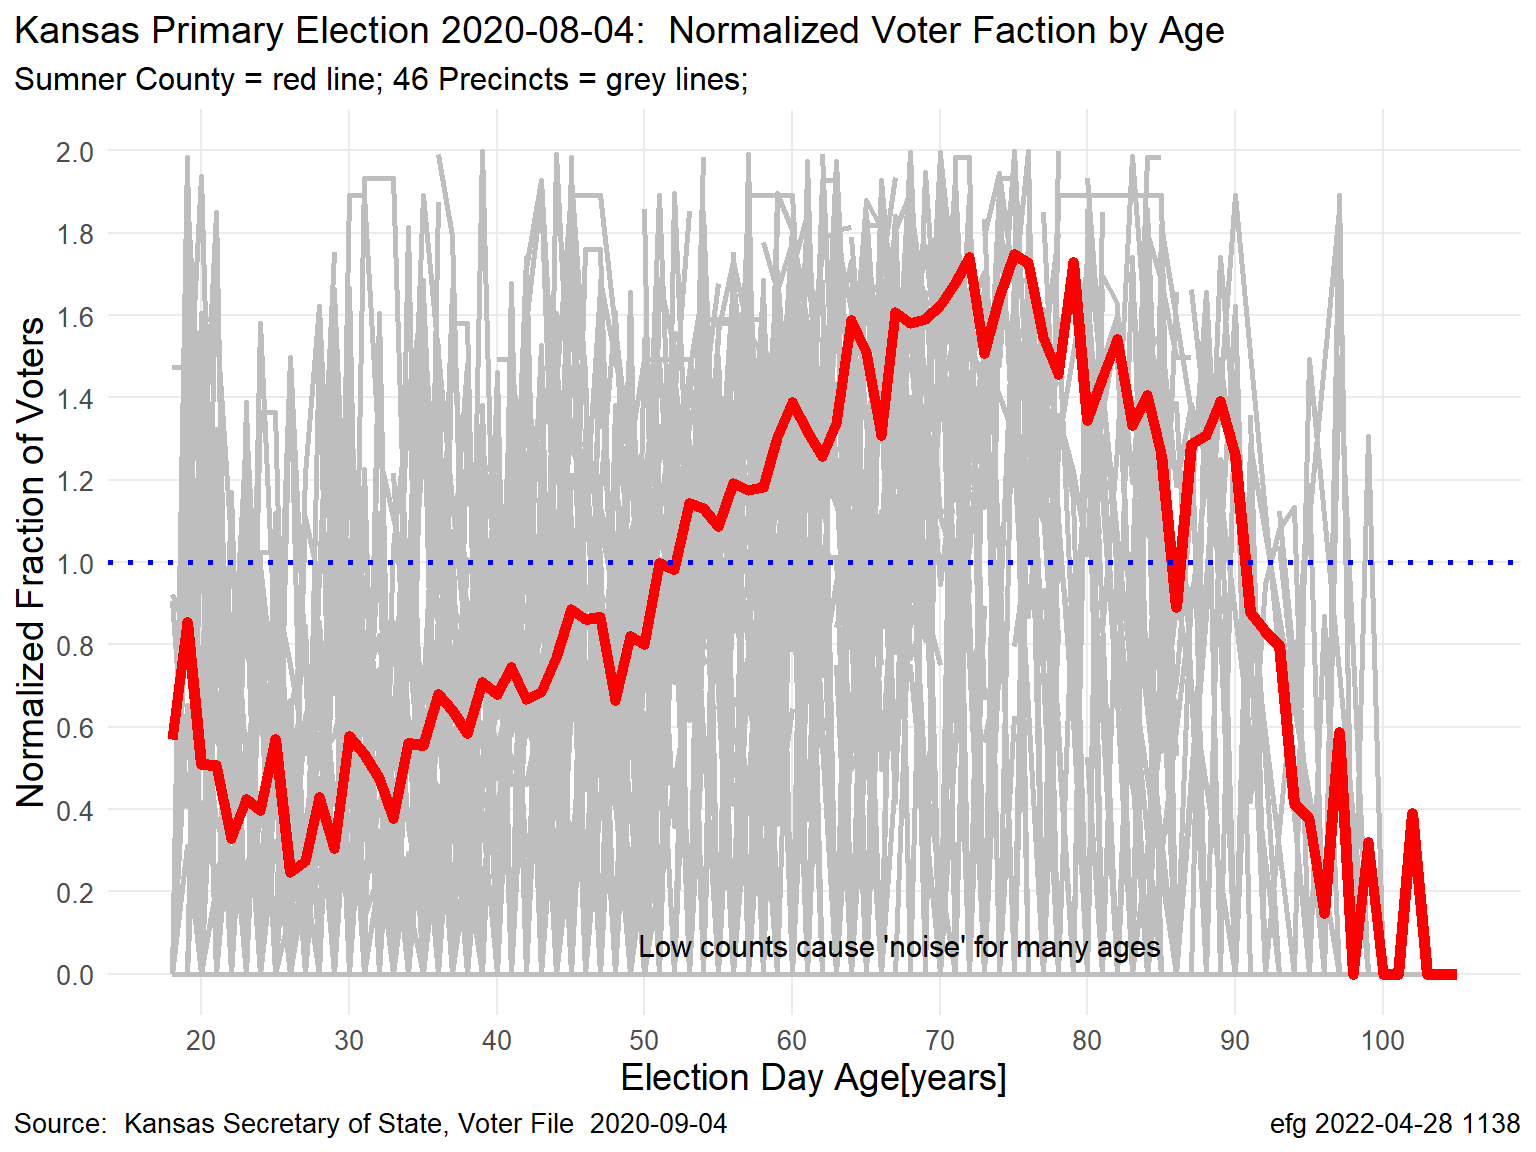 Kansas Primary Election 2020-08-04:  Normalized Voter Faction by Age
Sumner County = red line; 46 Precincts = grey lines;
Normalized Fraction of Voters
2.0
1.8
1.6
1.4
1.2
1.0
0.8
0.6
0.4
0.2
0.0
Low counts cause 'noise' for many ages
20 30 40 50 60 70 80 90 100
Election Day Age[years]
Source:  Kansas Secretary of State, Voter File  2020-09-04
efg 2022-04-28 1138